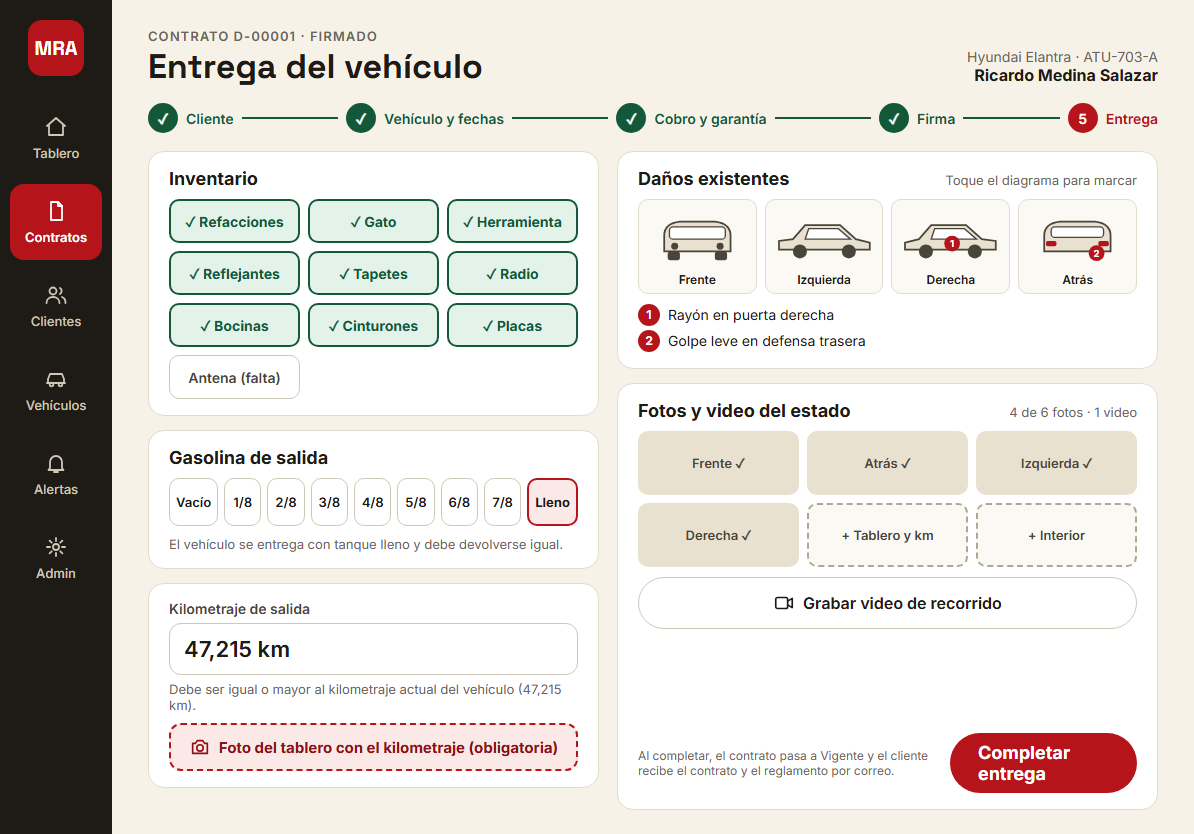 MRA
Tablero
Contratos
Clientes
Vehículos
Alertas
Admin
CONTRATO D-00001 · FIRMADO
Entrega del vehículo
Hyundai Elantra · ATU-703-A
Ricardo Medina Salazar
✓ Cliente
✓ Vehículo y fechas
✓ Cobro y garantía
✓ Firma
5 Entrega
Inventario
✓ Refacciones
✓ Gato
✓ Herramienta
✓ Reflejantes
✓ Tapetes
✓ Radio
✓ Bocinas
✓ Cinturones
✓ Placas
Antena (falta)
Gasolina de salida
Vacío
1/8
2/8
3/8
4/8
5/8
6/8
7/8
Lleno
El vehículo se entrega con tanque lleno y debe devolverse igual.
Kilometraje de salida
47,215 km
Debe ser igual o mayor al kilometraje actual del vehículo (47,215
km).
Foto del tablero con el kilometraje (obligatoria)
Daños existentes
Toque el diagrama para marcar
1
2
Frente
Izquierda
Derecha
Atrás
1 Rayón en puerta derecha
2 Golpe leve en defensa trasera
Fotos y video del estado
4 de 6 fotos · 1 video
Frente ✓
Atrás ✓
Izquierda ✓
Derecha ✓
+ Tablero y km
+ Interior
Grabar video de recorrido
Al completar, el contrato pasa a Vigente y el cliente
recibe el contrato y el reglamento por correo.
Completar
entrega